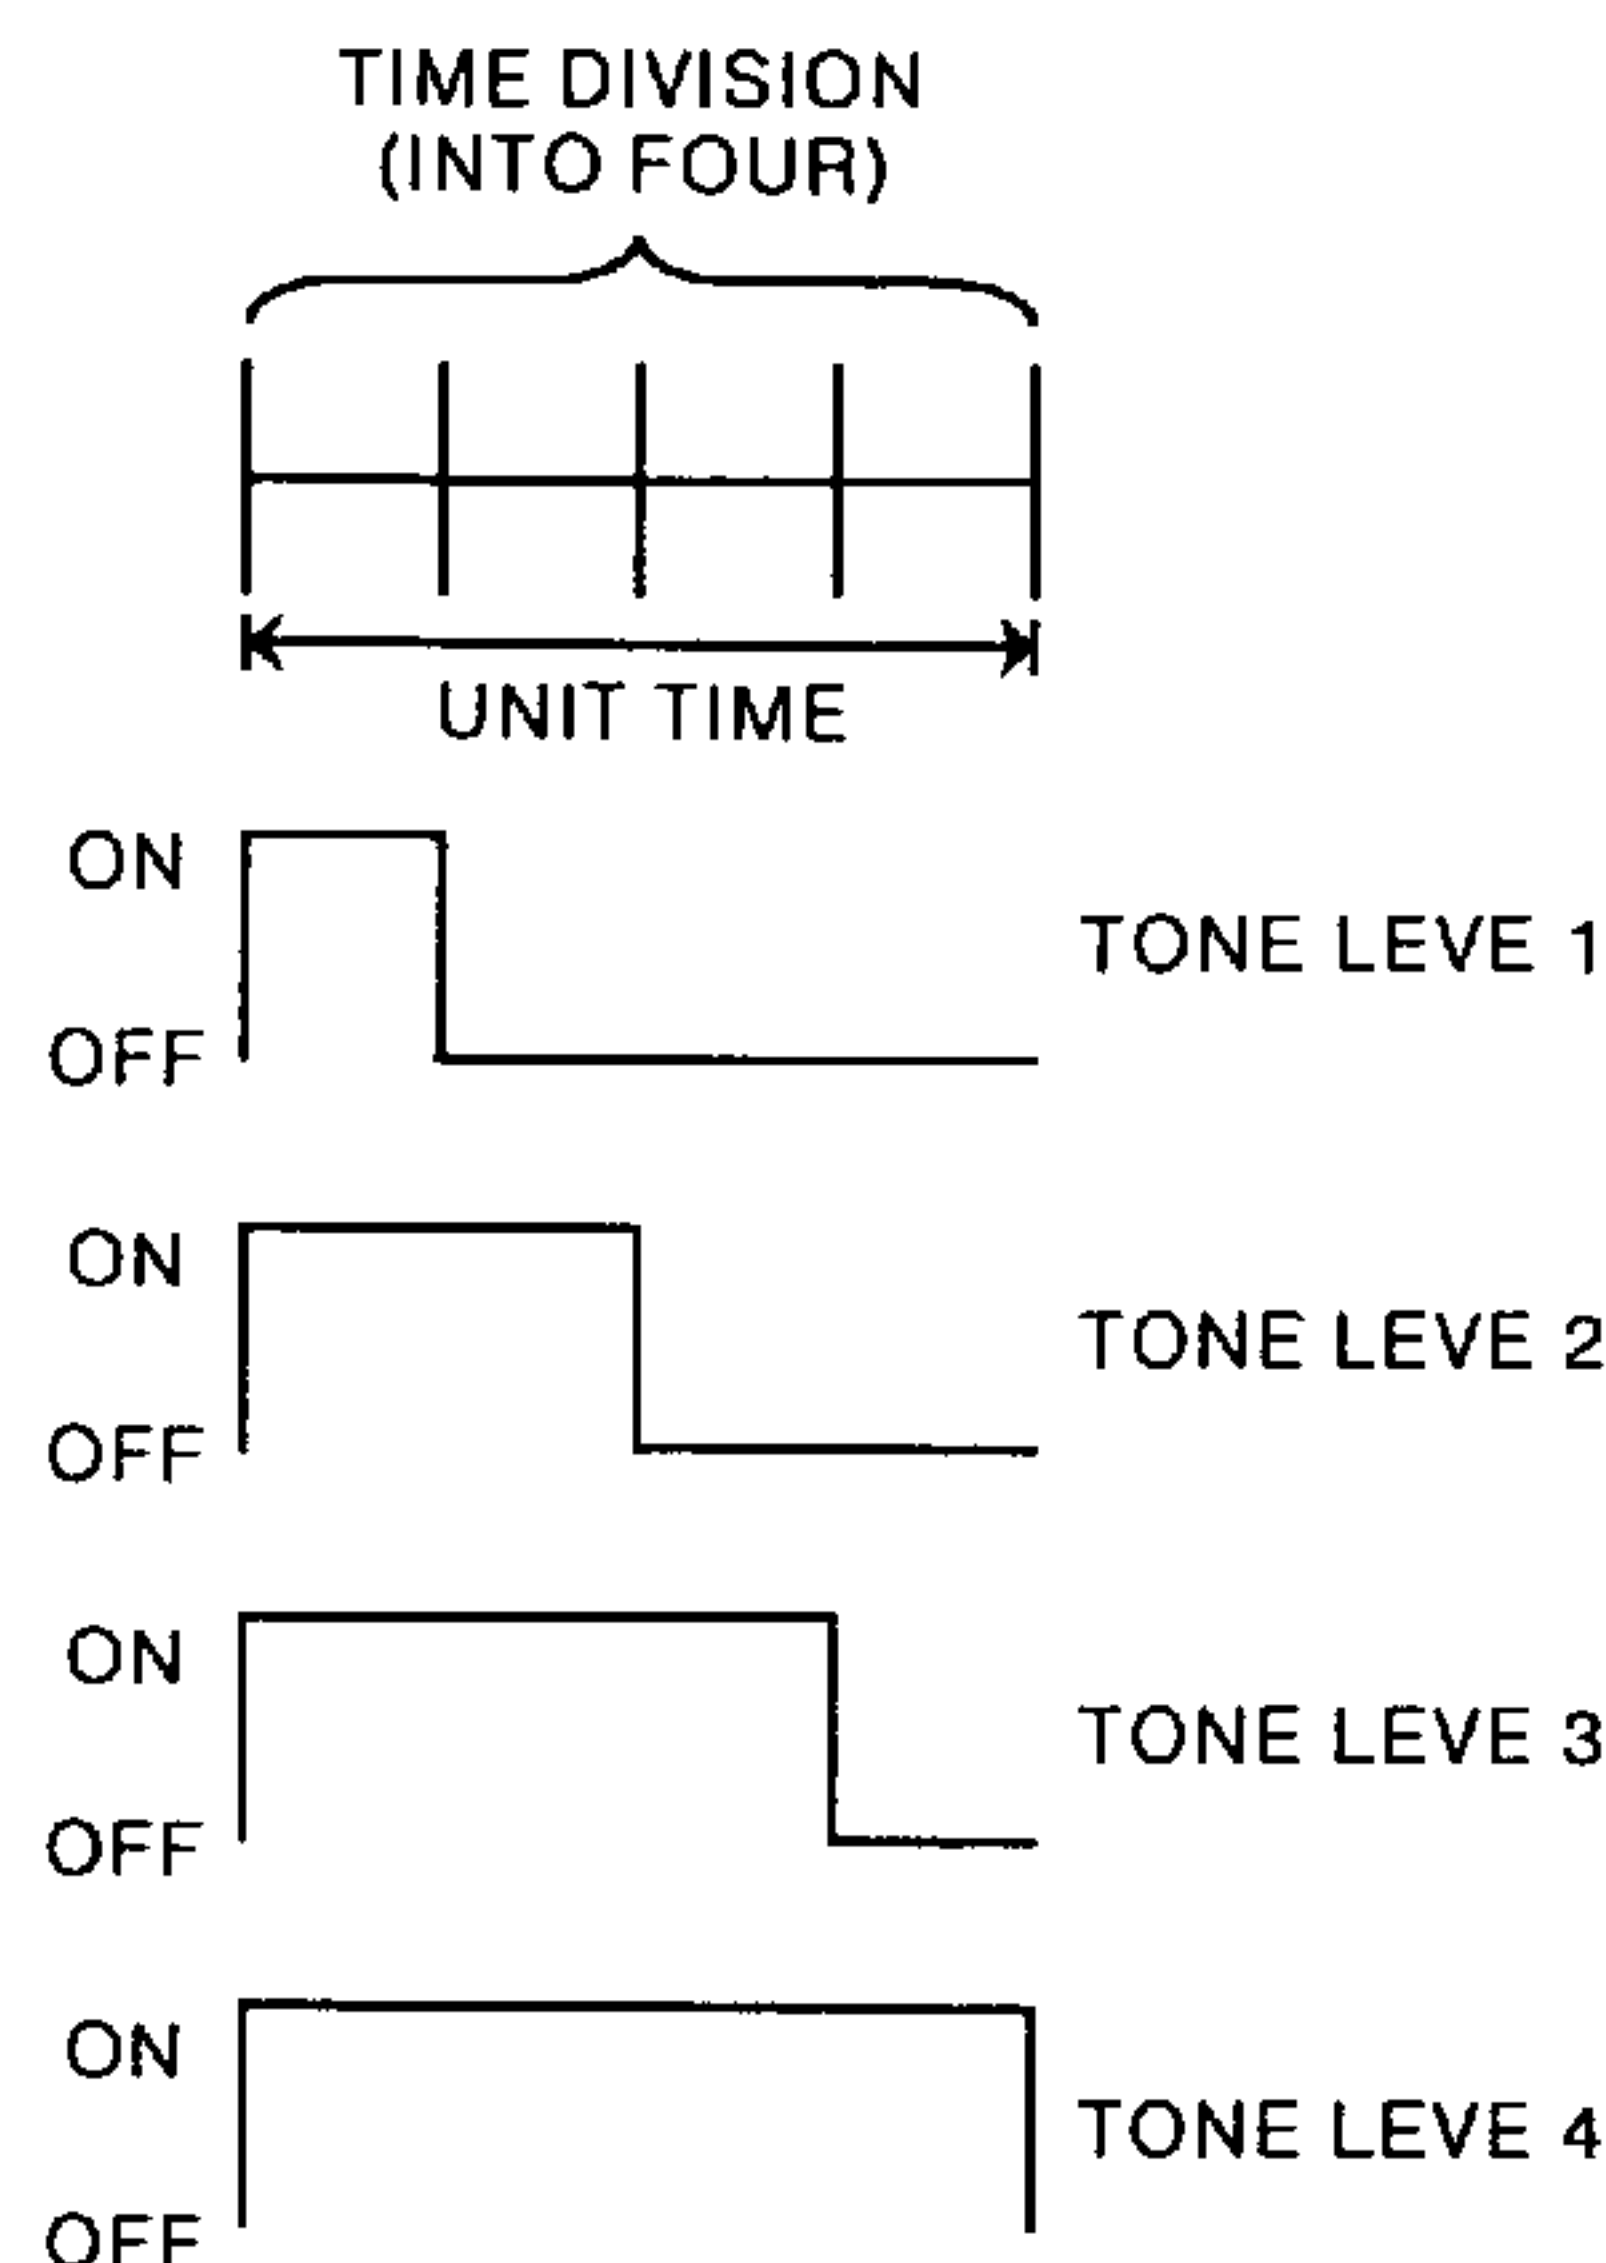 TIME DIVISION
(INTO FOUR)
UNIT TIME
ON
TONE LEVE 1
OFF
ON
TONE LEVE 2
OFF
ON
TONE LEVE 3
OFF
ON
TONE LEVE 4
OFF